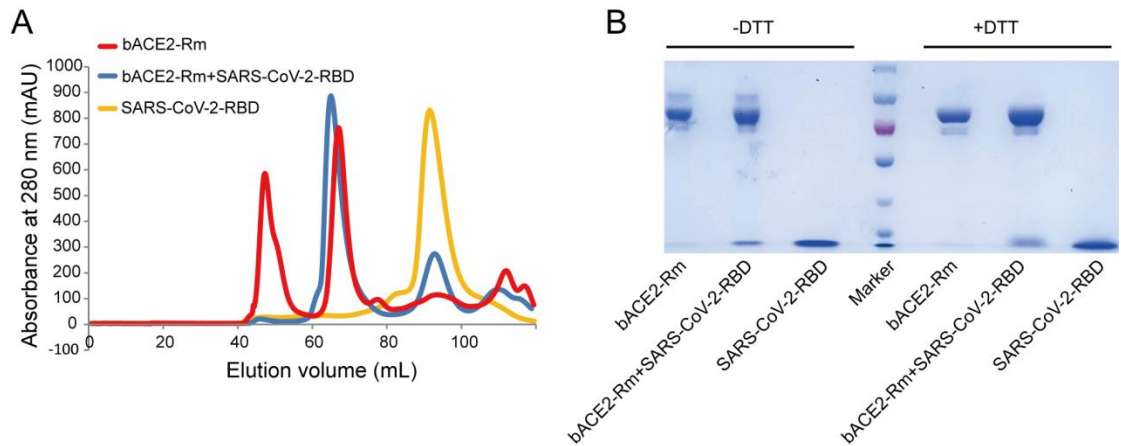 A
bACE2-Rm
bACE2-Rm+SARS-CoV-2-RBD
SARS-CoV-2-RBD
Absorbance at 280 nm (mAU)
1000
900
800
700
600
500
400
300
200
100
0
-100
0
20
40
60
80
100
Elution volume (mL)
B
-DTT
+DTT
bACE2-Rm
bACE2-Rm+SARS-CoV-2-RBD
SARS-CoV-2-RBD
Marker
bACE2-Rm
bACE2-Rm+SARS-CoV-2-RBD
SARS-CoV-2-RBD